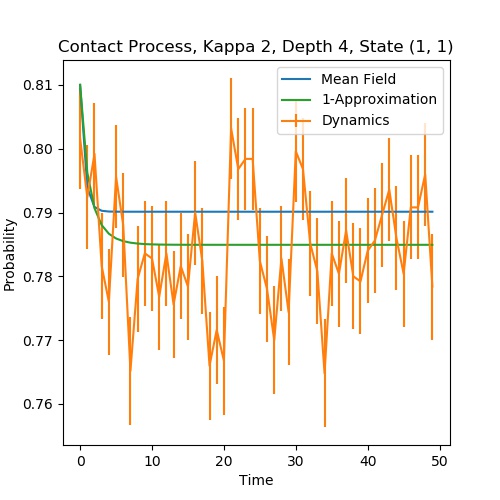 Contact Process, Kappa 2, Depth 4, State (1, 1)
Mean Field
1-Approximation
Dynamics
0.81
0.80
0.79
0.78
0.77
0.76
Probability
0 10 20 30 40 50
Time